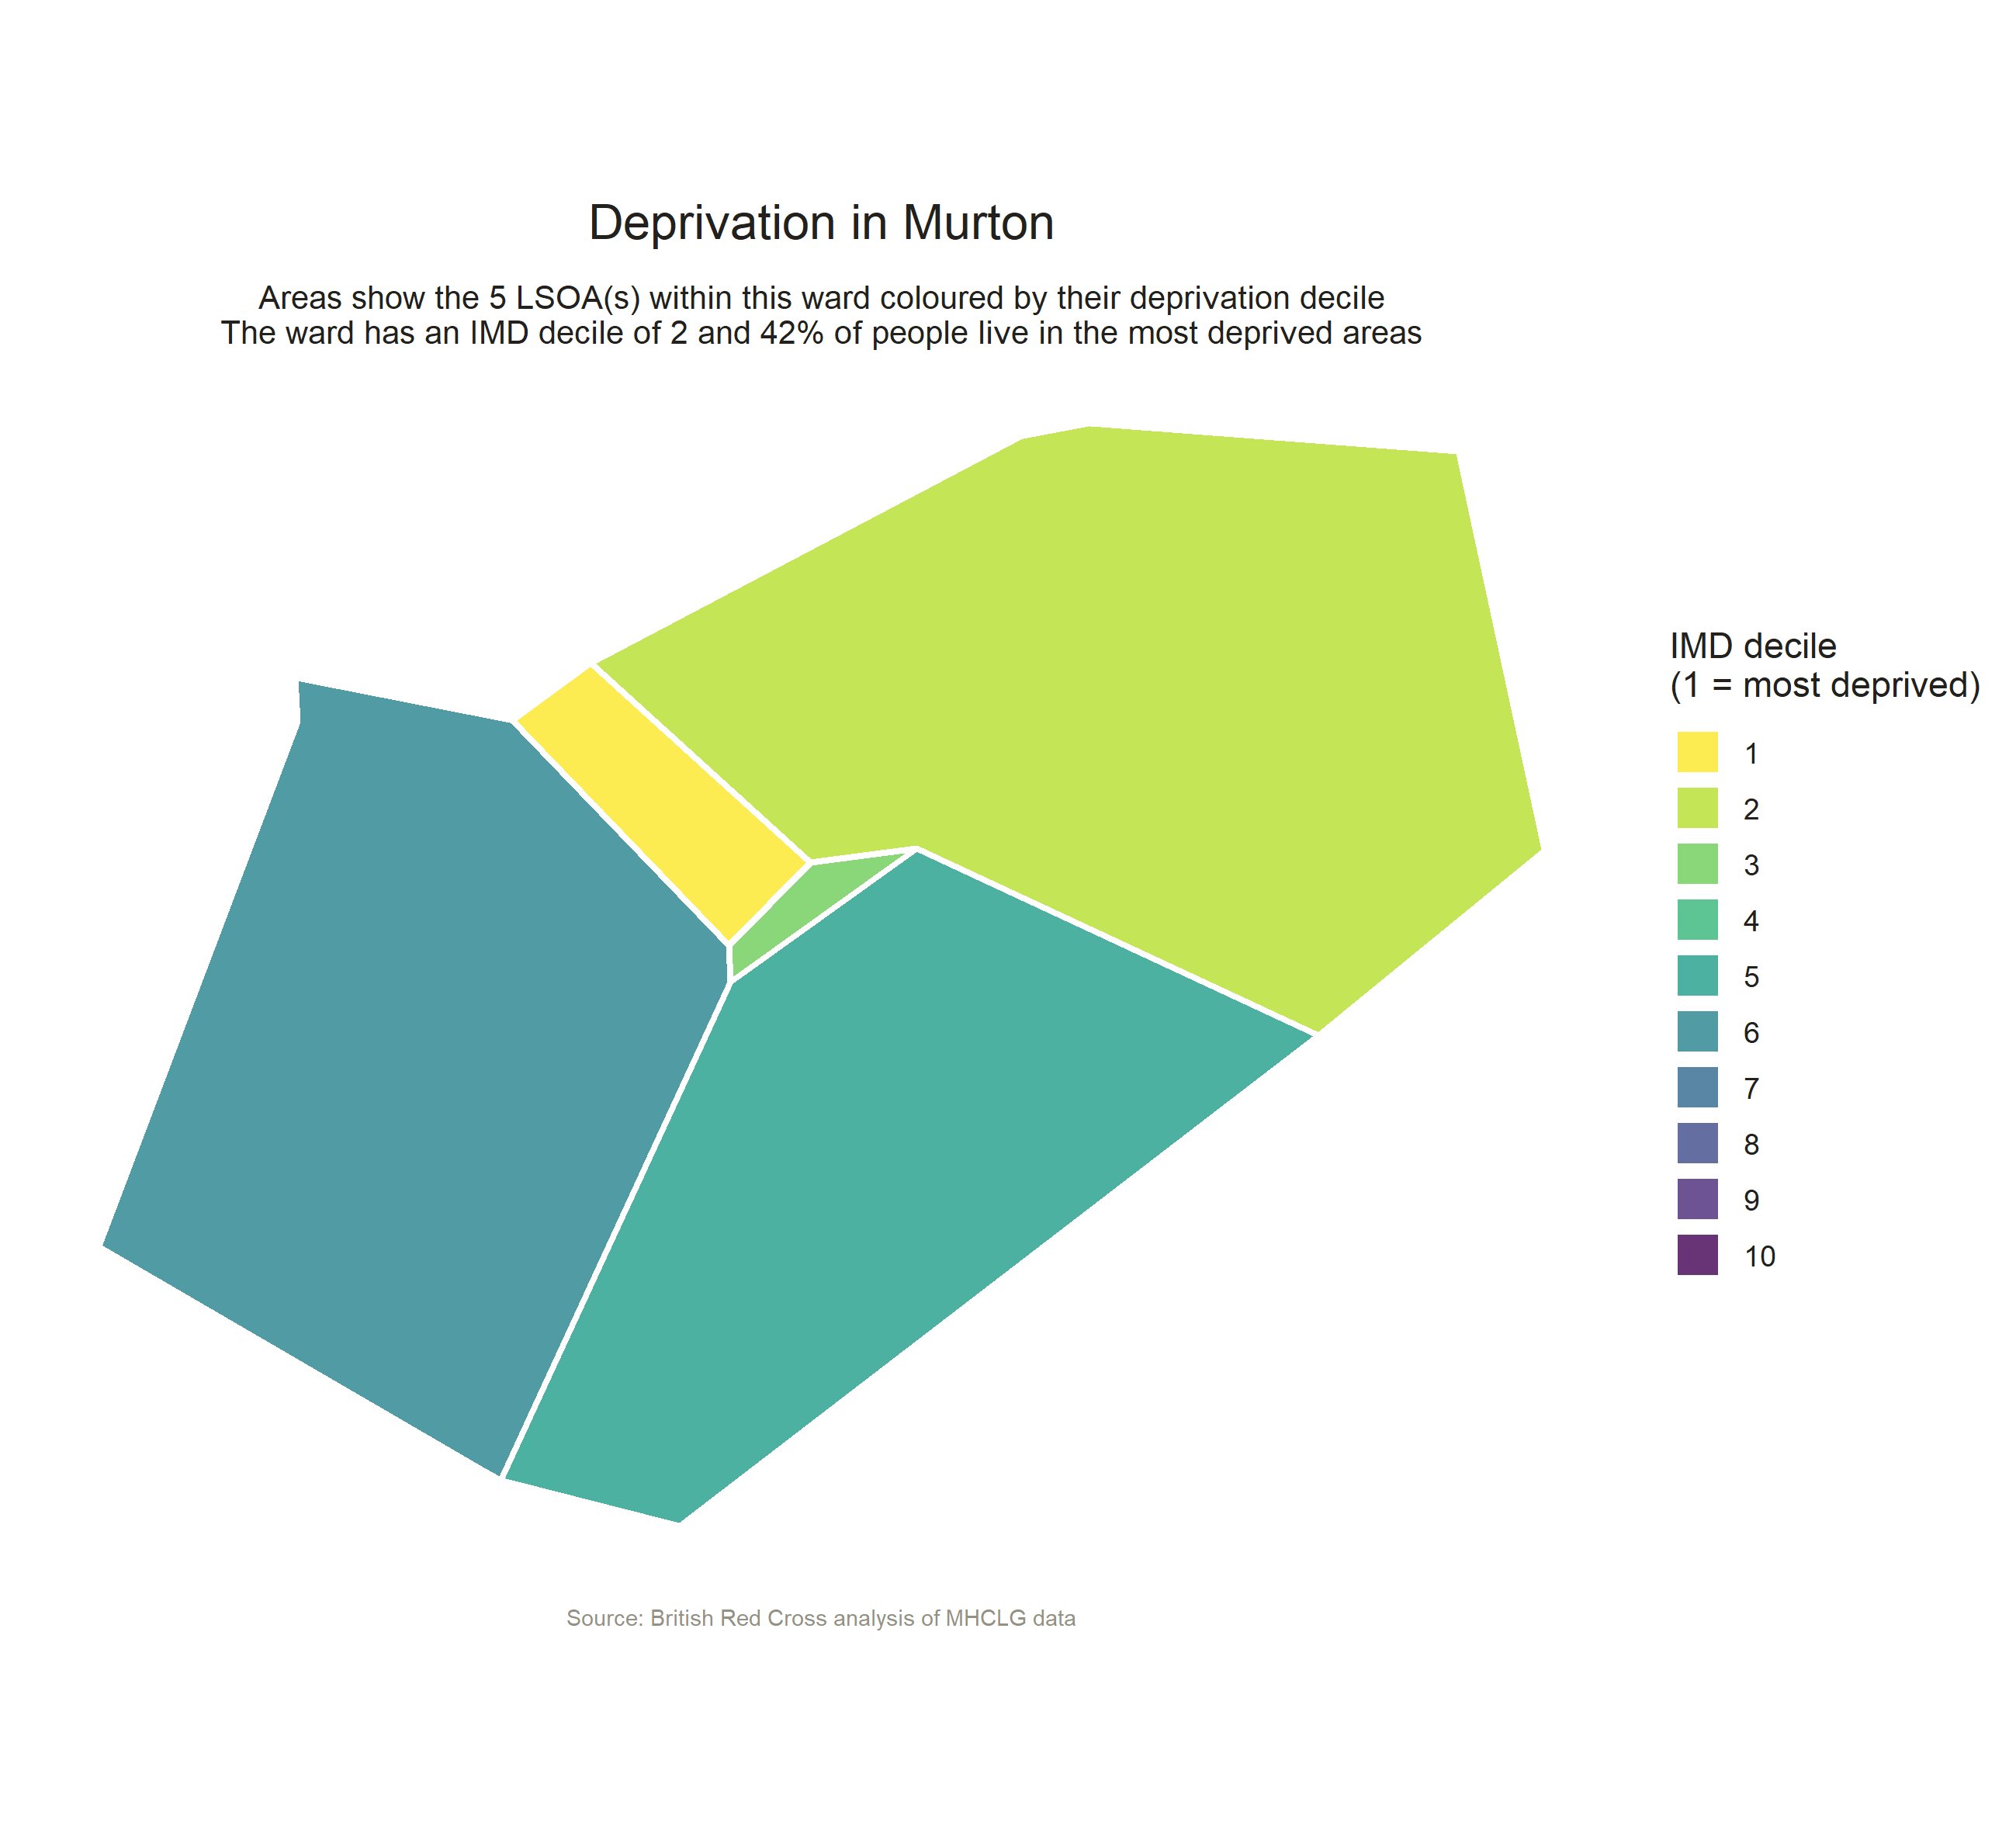 Deprivation in Murton
Areas show the 5 LSOA(s) within this ward coloured by their deprivation decile
The ward has an IMD decile of 2 and 42% of people live in the most deprived areas
IMD decile
(1 = most deprived)
1
2
3
4
5
6
7
8
9
10
Source: British Red Cross analysis of MHCLG data